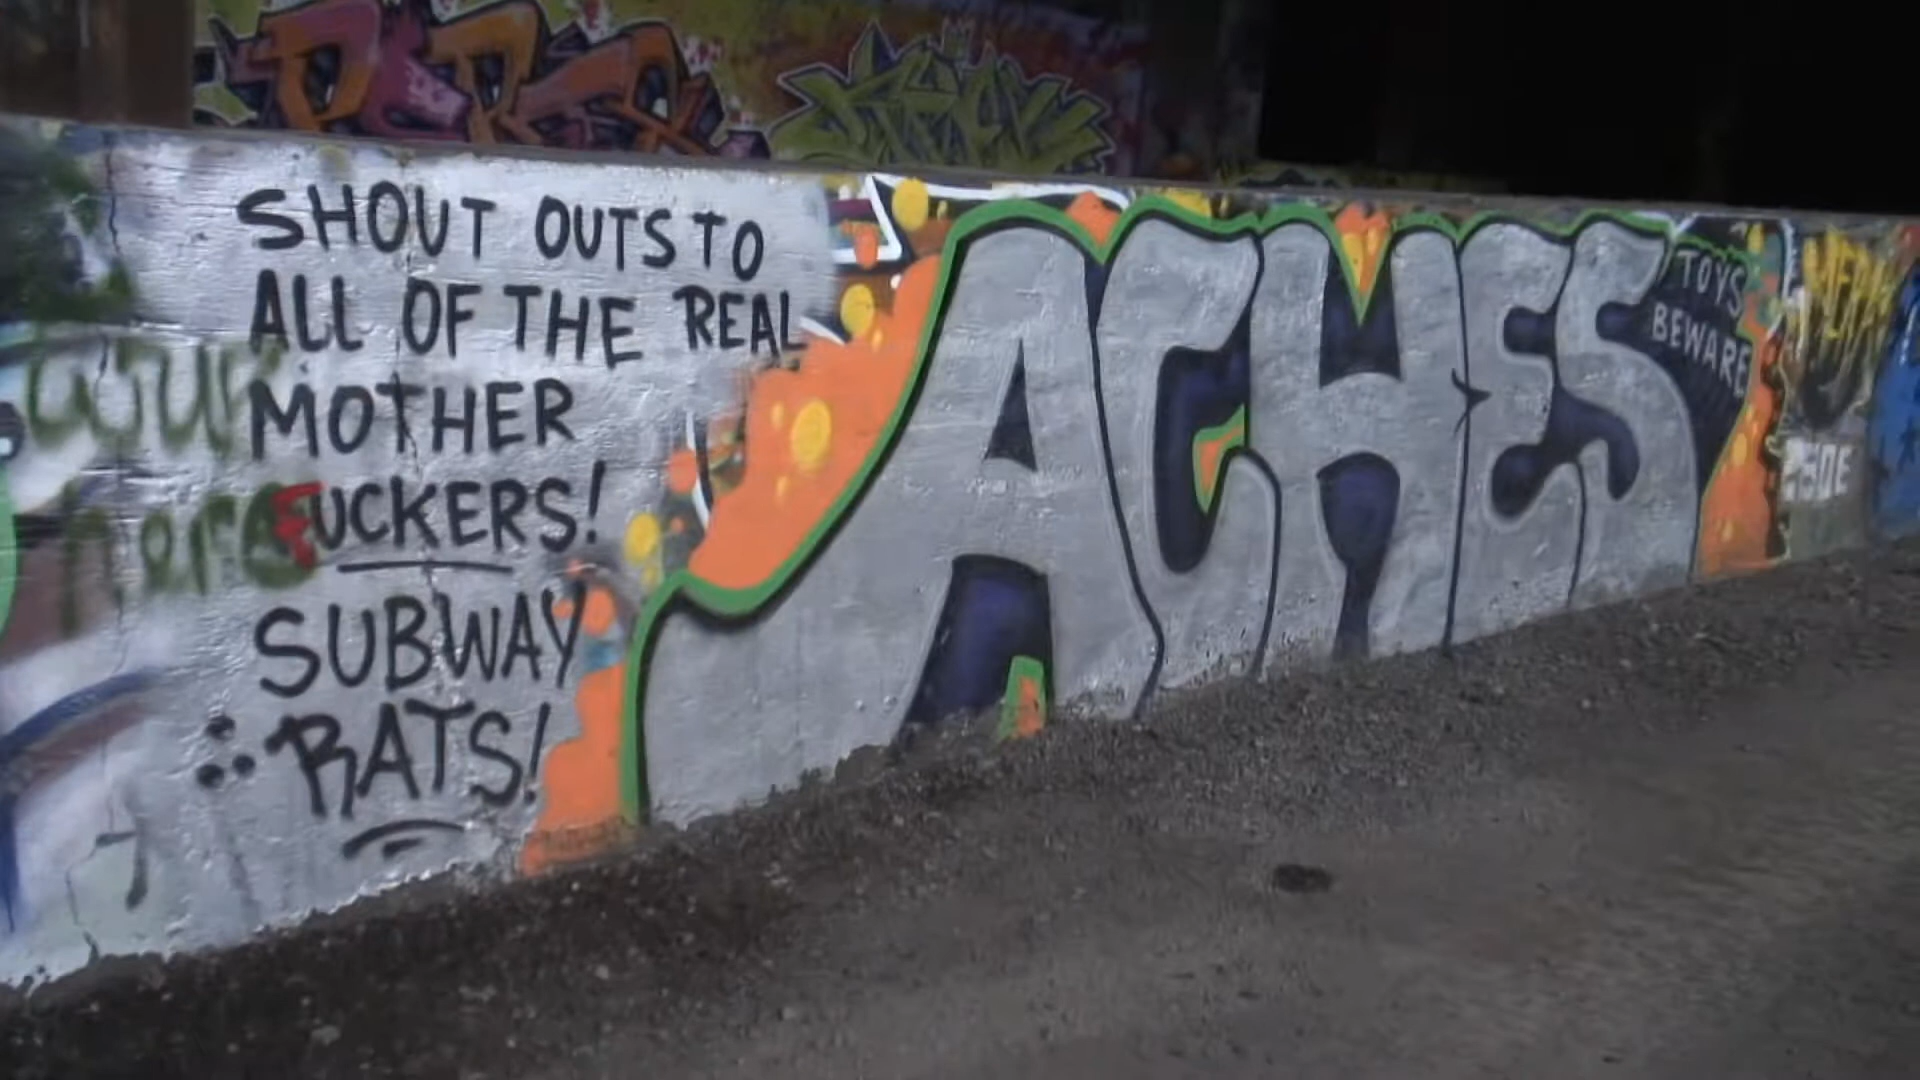 SHOUT OUTS TO
ALL OF THE REAL
MOTHER
FUCKERS!
SUBWAY
RATS!
ACHES
TOYS
BEWARE